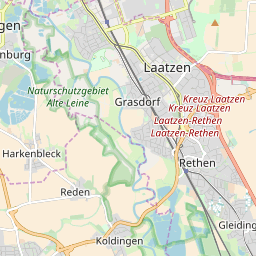 gen
Laatzen
nburg
Naturschutzgebiet
Alte Leine
Grasdorf
Kreuz Laatzen
Kreuz Laatzen
Laatzen-Rethen
Laatzen-Rethen
Harkenbleck
Rethen
Reden
Gleiding
Koldingen